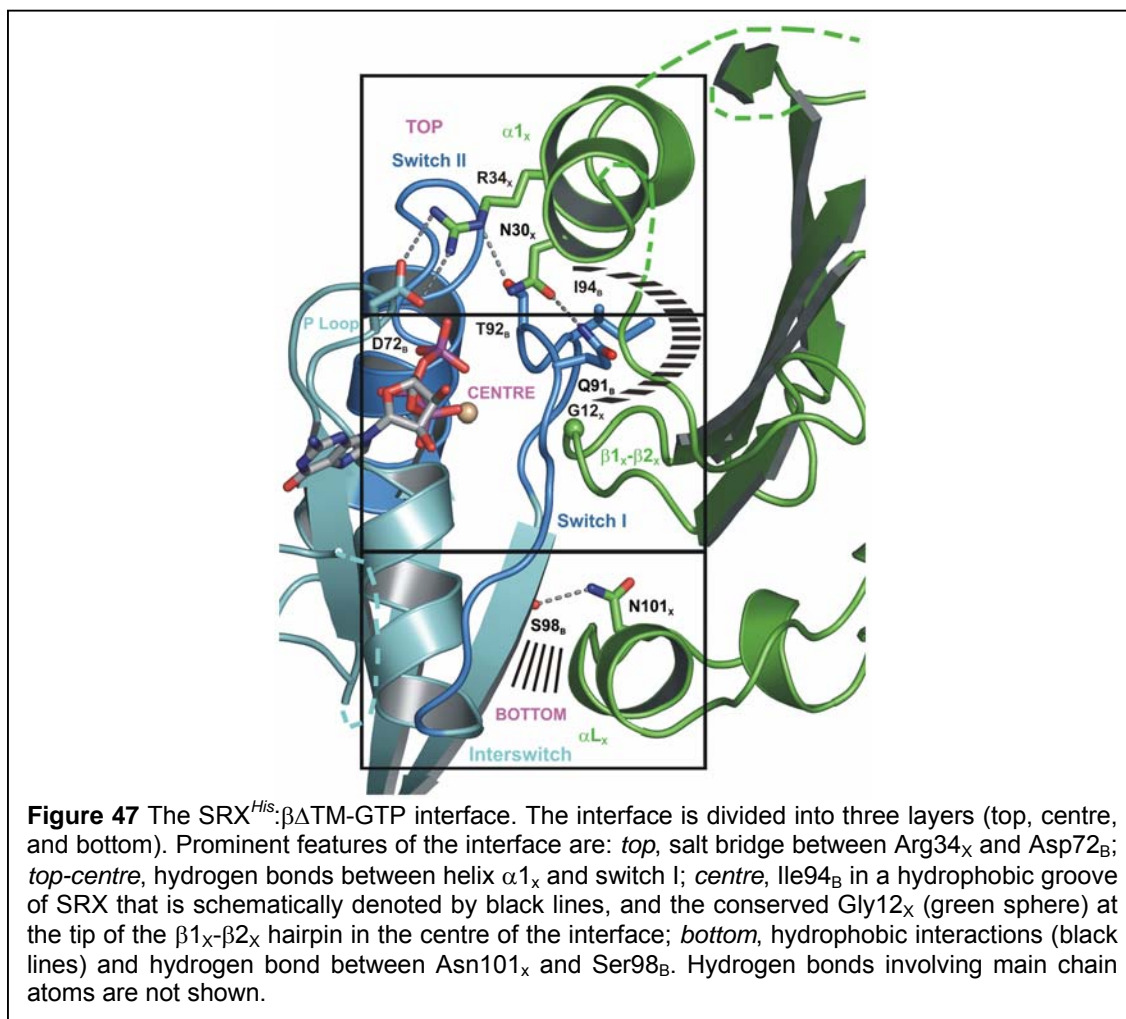 TOP
α1x
Switch II
R34x
N30x
I94B
P Loop
T92B
D72B
Q91B
CENTRE
G12x
β1x-β2x
Switch I
N101x
S98B
BOTTOM
αLx
Interswitch
Figure 47 The SRXHis:βΔTM-GTP interface. The interface is divided into three layers (top, centre,
and bottom). Prominent features of the interface are: top, salt bridge between Arg34X and Asp72B;
top-centre, hydrogen bonds between helix α1x and switch I; centre, Ile94B in a hydrophobic groove
of SRX that is schematically denoted by black lines, and the conserved Gly12X (green sphere) at
the tip of the β1X-β2X hairpin in the centre of the interface; bottom, hydrophobic interactions (black
lines) and hydrogen bond between Asn101x and Ser98B. Hydrogen bonds involving main chain
atoms are not shown.